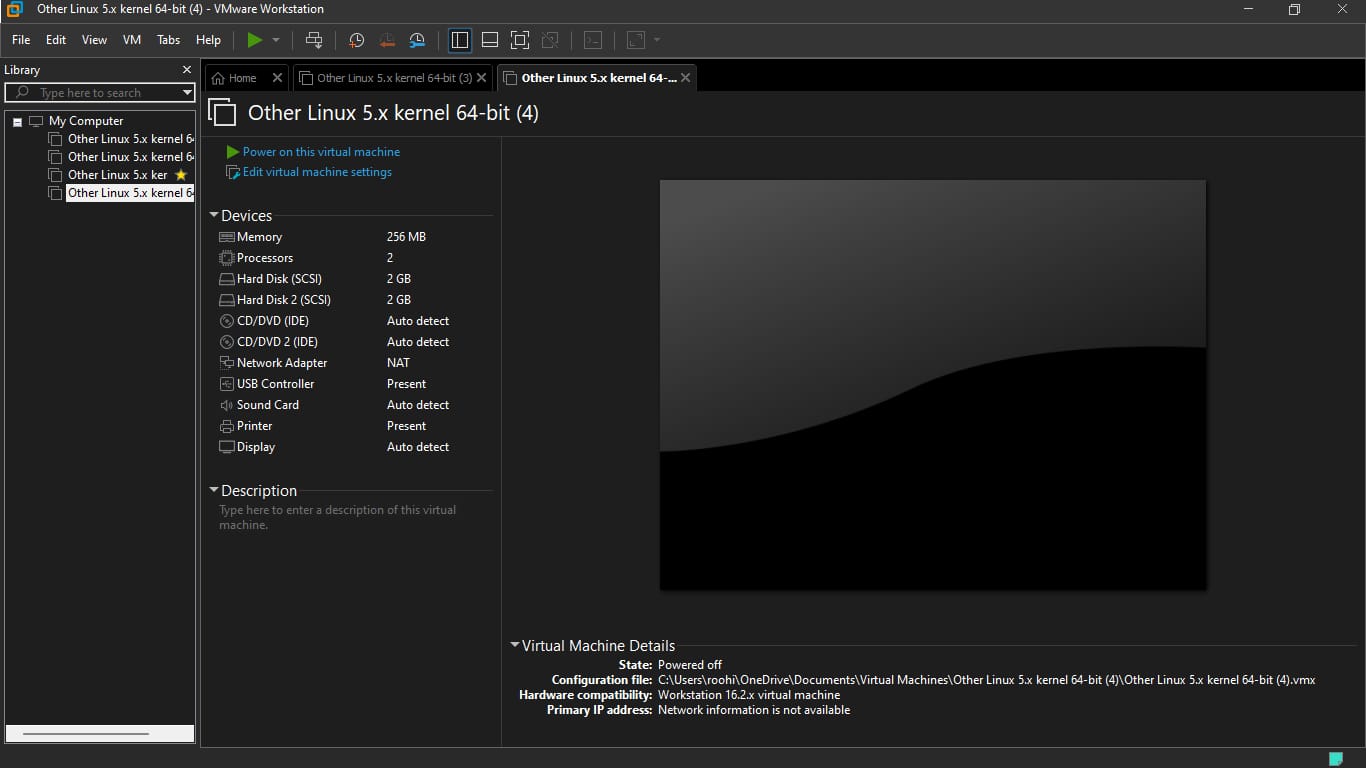 Other Linux 5.x kernel 64-bit (4) - VMware Workstation
File Edit View VM Tabs Help
Library
Type here to search
My Computer
Other Linux 5.x kernel 64
Other Linux 5.x kernel 64
Other Linux 5.x ker
Other Linux 5.x kernel 64
Home
Other Linux 5.x kernel 64-bit (3)
Other Linux 5.x kernel 64-...
Other Linux 5.x kernel 64-bit (4)
Power on this virtual machine
Edit virtual machine settings
Devices
Memory 256 MB
Processors 2
Hard Disk (SCSI) 2 GB
Hard Disk 2 (SCSI) 2 GB
CD/DVD (IDE) Auto detect
CD/DVD 2 (IDE) Auto detect
Network Adapter NAT
USB Controller Present
Sound Card Auto detect
Printer Present
Display Auto detect
Description
Type here to enter a description of this virtual
machine.
Virtual Machine Details
State: Powered off
Configuration file: C:\Users\roohi\OneDrive\Documents\Virtual Machines\Other Linux 5.x kernel 64-bit (4)\Other Linux 5.x kernel 64-bit (4).vmx
Hardware compatibility: Workstation 16.2.x virtual machine
Primary IP address: Network information is not available